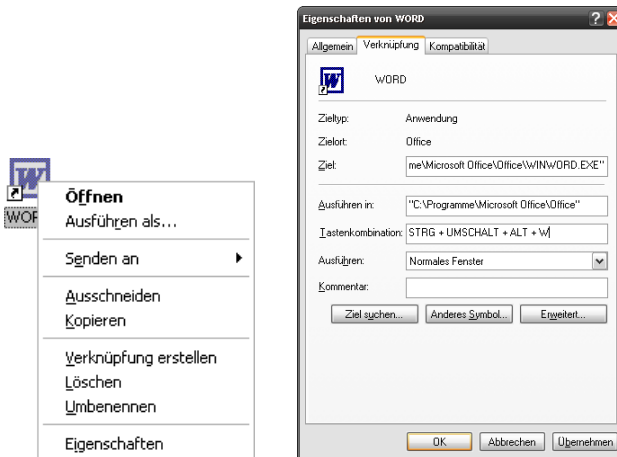 WOR
Öffnen
Ausführen als...
Senden an
Ausschneiden
Kopieren
Verknüpfung erstellen
Löschen
Umbenennen
Eigenschaften
Eigenschaften von WORD
Allgemein Verknüpfung Kompatibilität
WORD
Zieltyp: Anwendung
Zielort: Office
Ziel: me\Microsoft Office\Office\WINWORD.EXE"
Ausführen in: "C:\Programme\Microsoft Office\Office"
Tastenkombination: STRG + UMSCHALT + ALT + W
Ausführen: Normales Fenster
Kommentar:
Ziel suchen... Anderes Symbol... Erweitert...
OK Abbrechen Übernehmen